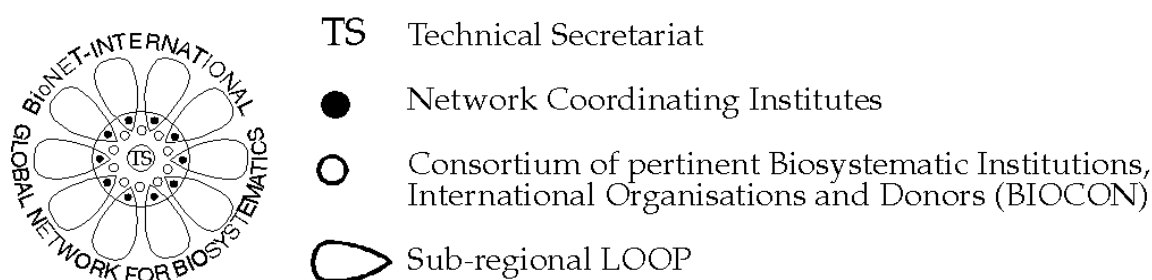 BioNET-INTERNATIONAL
GLOBAL NETWORK FOR BIOSYSTEMATICS
TS
TS Technical Secretariat
Network Coordinating Institutes
Consortium of pertinent Biosystematic Institutions,
International Organisations and Donors (BIOCON)
Sub-regional LOOP